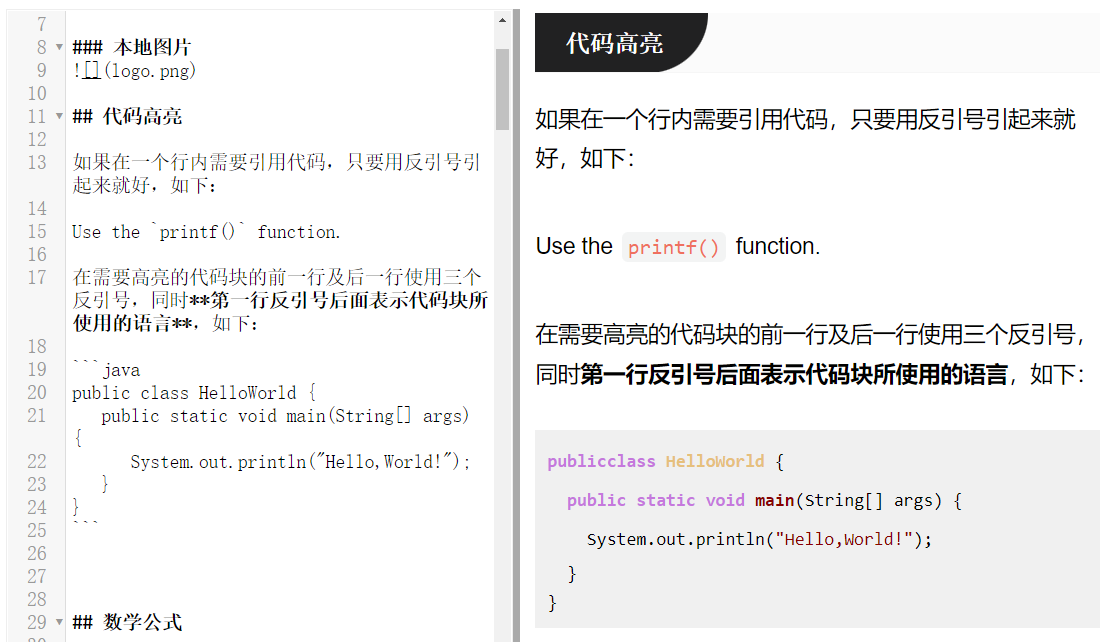 7
8 ### 本地图片
9 ![](logo.png)
10
11 ## 代码高亮
12
13 如果在一个行内需要引用代码，只要用反引号引
起来就好，如下：
14
15 Use the `printf()` function.
16
17 在需要高亮的代码块的前一行及后一行使用三个
反引号，同时**第一行反引号后面表示代码块所
使用的语言**，如下：
18
19 ```java
20 public class HelloWorld {
21 public static void main(String[] args)
{
22 System.out.println("Hello,World!");
23 }
24 }
25 ```
26
27
28
29 ## 数学公式
代码高亮
如果在一个行内需要引用代码，只要用反引号引起来就
好，如下：
Use the printf() function.
在需要高亮的代码块的前一行及后一行使用三个反引号，
同时第一行反引号后面表示代码块所使用的语言，如下：
publicclass HelloWorld {
public static void main(String[] args) {
System.out.println("Hello,World!");
}
}